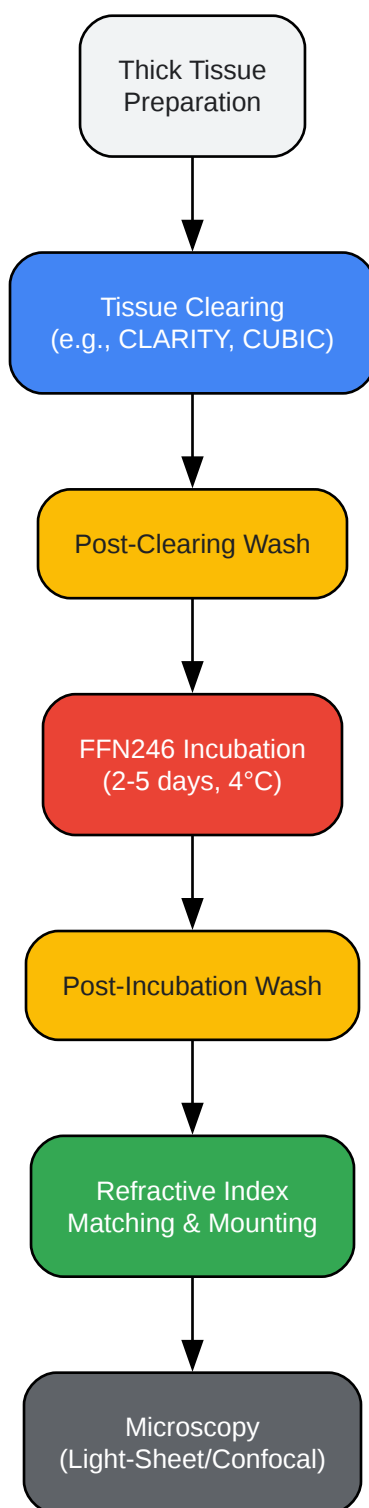 Thick Tissue
Preparation
Tissue Clearing
(e.g., CLARITY, CUBIC)
Post-Clearing Wash
FFN246 Incubation
(2-5 days, 4°C)
Post-Incubation Wash
Refractive Index
Matching & Mounting
Microscopy
(Light-Sheet/Confocal)